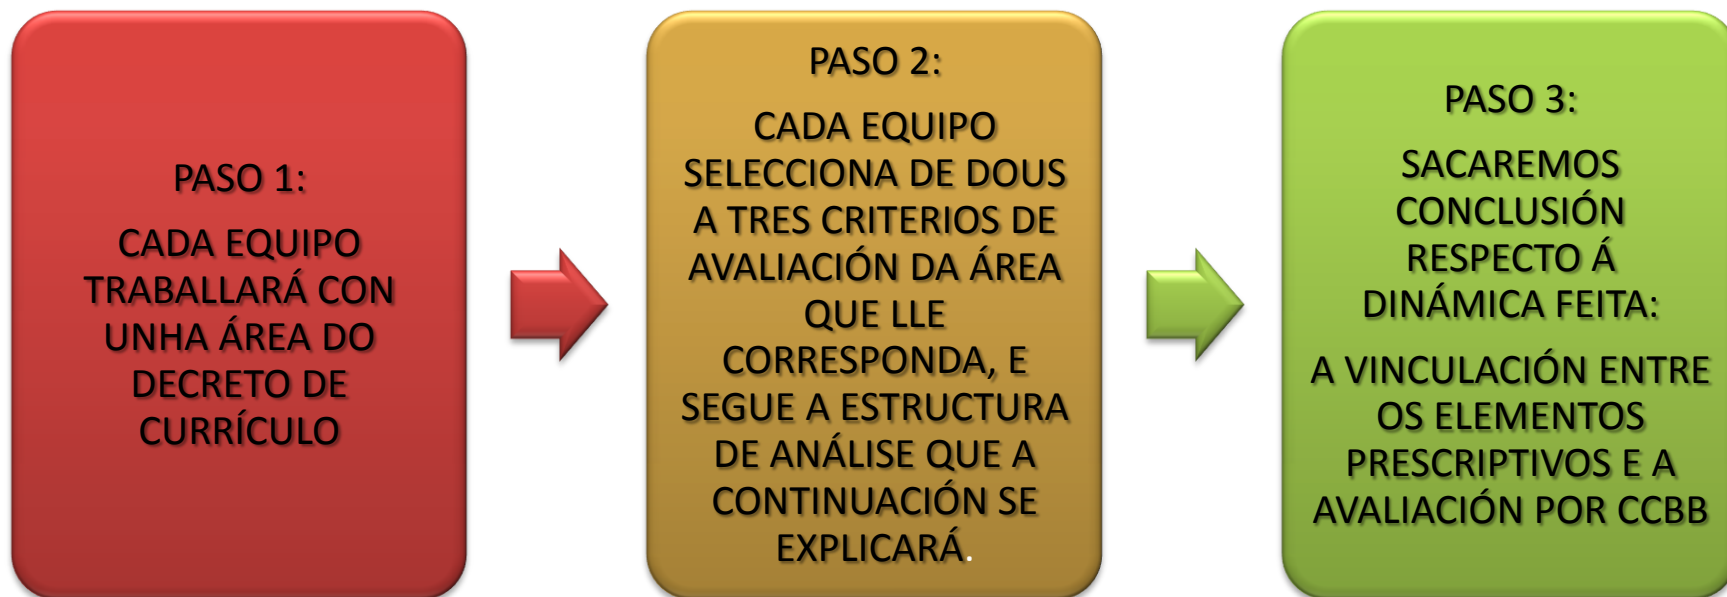 PASO 1:
CADA EQUIPO
TRABALLARÁ CON
UNHA ÁREA DO
DECRETO DE
CURRÍCULO
PASO 2:
CADA EQUIPO
SELECCIONA DE DOUS
A TRES CRITERIOS DE
AVALIACIÓN DA ÁREA
QUE LLE
CORRESPONDA, E
SEGUE A ESTRUCTURA
DE ANÁLISE QUE A
CONTINUACIÓN SE
EXPLICARÁ.
PASO 3:
SACAREMOS
CONCLUSIÓN
RESPECTO Á
DINÁMICA FEITA:
A VINCULACIÓN ENTRE
OS ELEMENTOS
PRESCRIPTIVOS E A
AVALIACIÓN POR CCBB